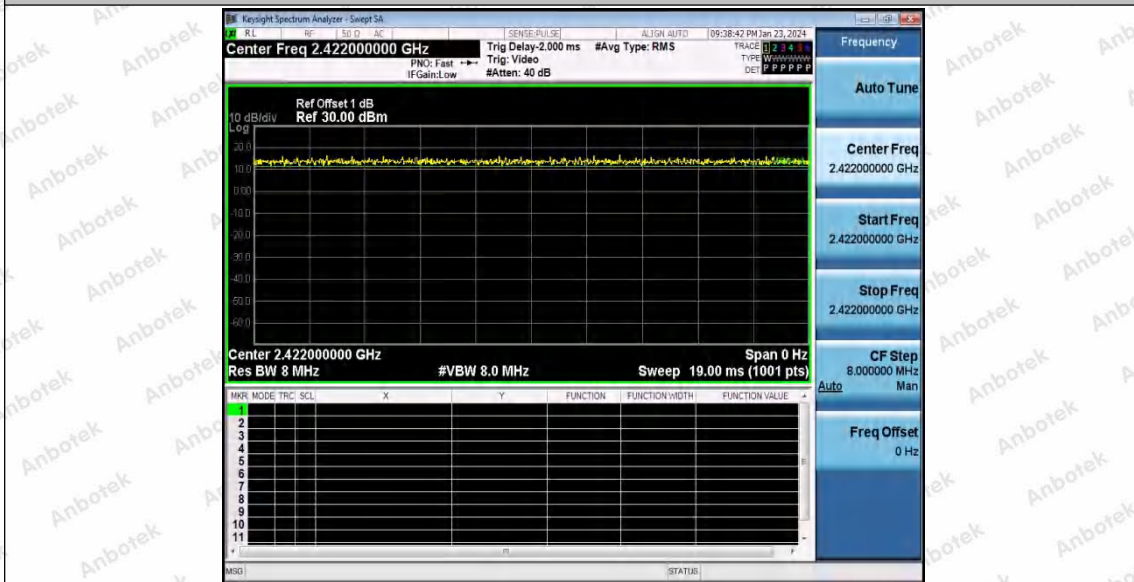 Keysight Spectrum Analyzer - Swept SA
RL RF 50 Ω AC SENSE:PULSE ALIGN AUTO 09:38:42 PM Jan 23, 2024
Center Freq 2.422000000 GHz
PNO: Fast
IFGain:Low
Trig Delay-2.000 ms
Trig: Video
#Atten: 40 dB
#Avg Type: RMS
TRACE 1 2 3 4 5 6
TYPE W
DET P P P P P P
Ref Offset 1 dB
10 dB/div Ref 30.00 dBm
Log
20.0
10.0
0.00
-10.0
-20.0
-30.0
-40.0
-50.0
-60.0
Center 2.422000000 GHz Span 0 Hz
Res BW 8 MHz #VBW 8.0 MHz Sweep 19.00 ms (1001 pts)
MKR MODE TRC SCL X Y FUNCTION FUNCTION WIDTH FUNCTION VALUE
1
2
3
4
5
6
7
8
9
10
11
MSG STATUS
Frequency
Auto Tune
Center Freq
2.422000000 GHz
Start Freq
2.422000000 GHz
Stop Freq
2.422000000 GHz
CF Step
8.000000 MHz
Auto Man
Freq Offset
0 Hz
Anbotek